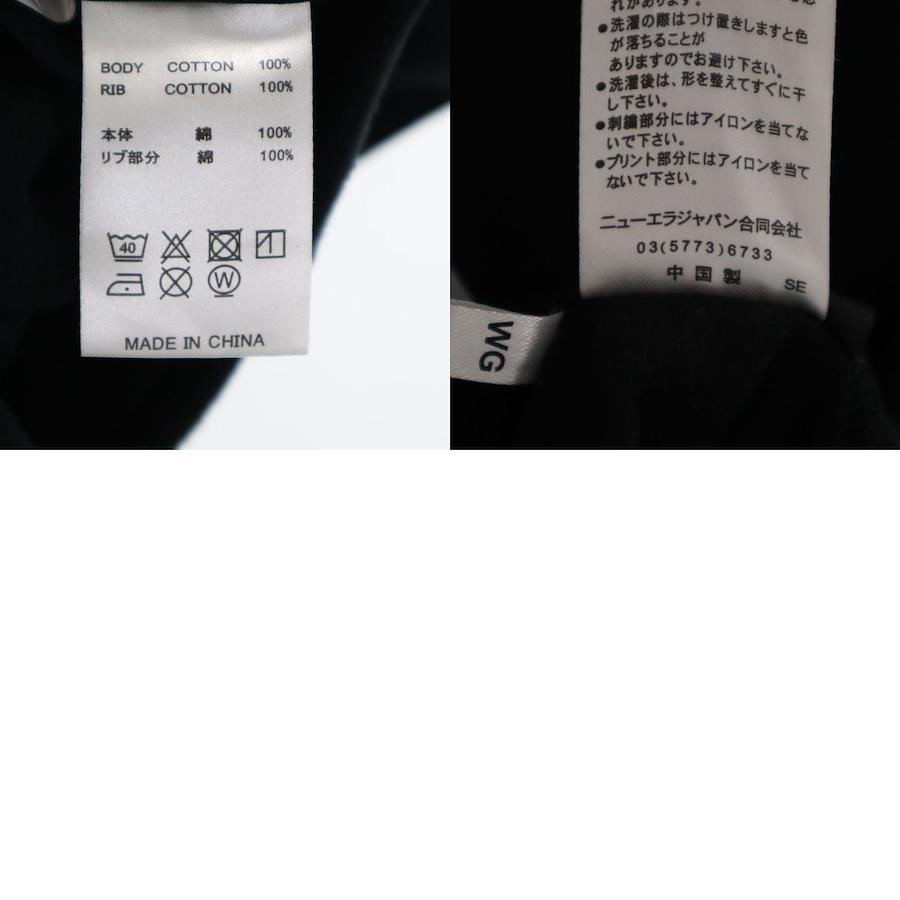 BODY COTTON 100%
RIB COTTON 100%
本体 綿 100%
リブ部分 綿 100%
40
W
MADE IN CHINA
れがあります。
●洗濯の際はつけ置きしますと色
が落ちることが
ありますのでお避け下さい。
●洗濯後は、形を整えてすぐに干
し下さい。
●刺繍部分にはアイロンを当てな
いで下さい。
●プリント部分にはアイロンを当て
ないで下さい。
ニューエラジャパン合同会社
03(5773)6733
中国製 SE
WG